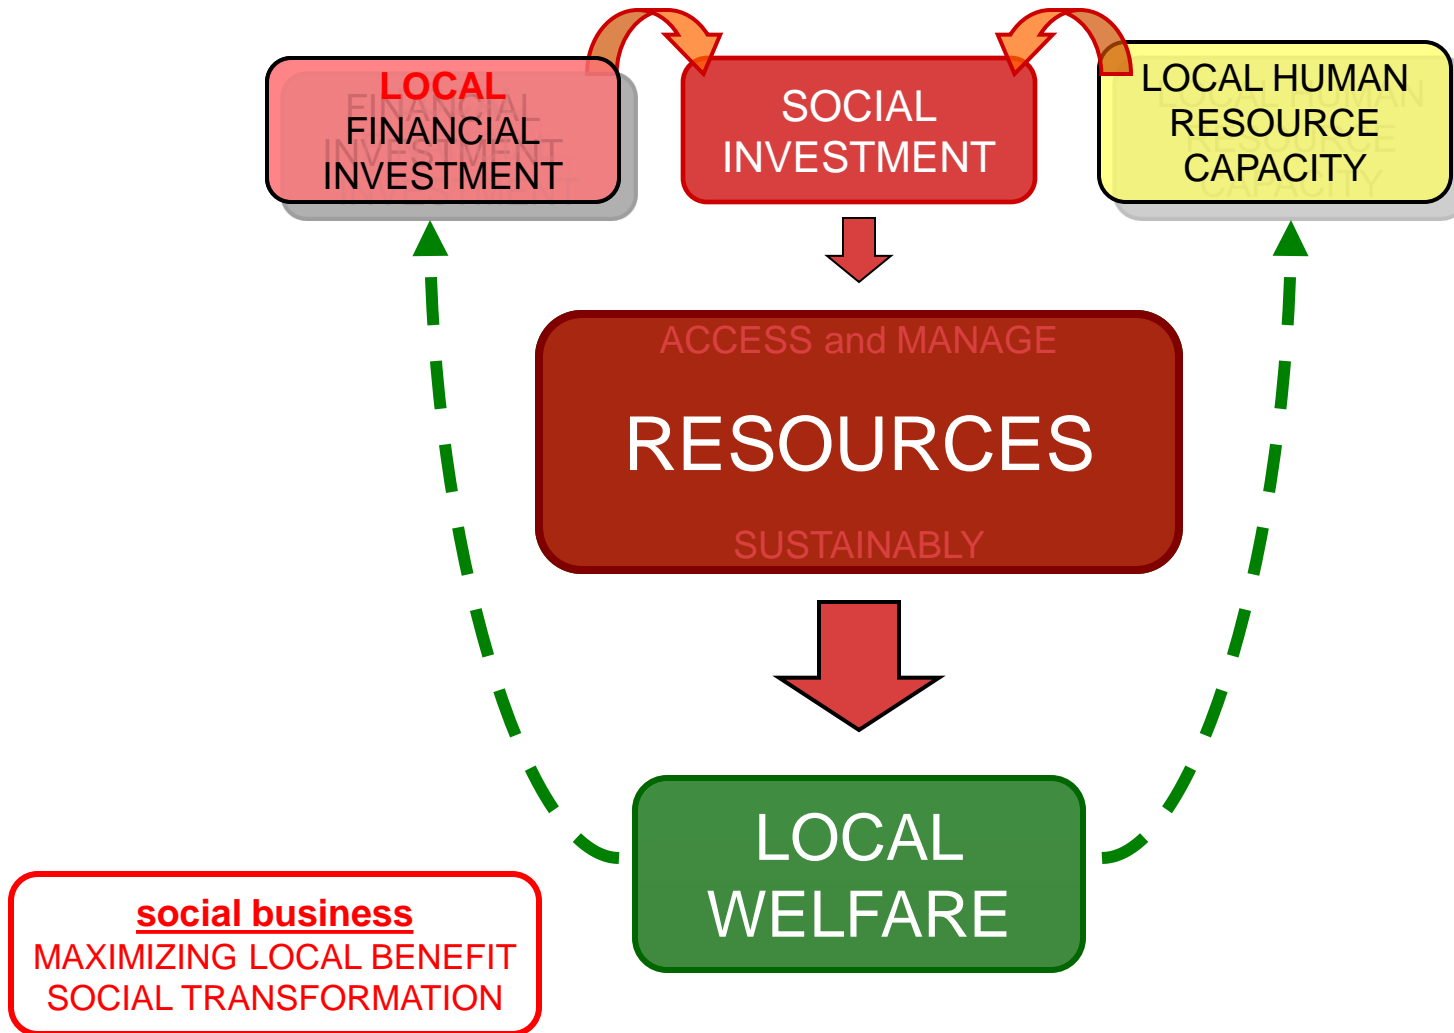 LOCAL
FINANCIAL
INVESTMENT
SOCIAL
INVESTMENT
LOCAL HUMAN
RESOURCE
CAPACITY
ACCESS and MANAGE
RESOURCES
SUSTAINABLY
LOCAL
WELFARE
social business
MAXIMIZING LOCAL BENEFIT
SOCIAL TRANSFORMATION